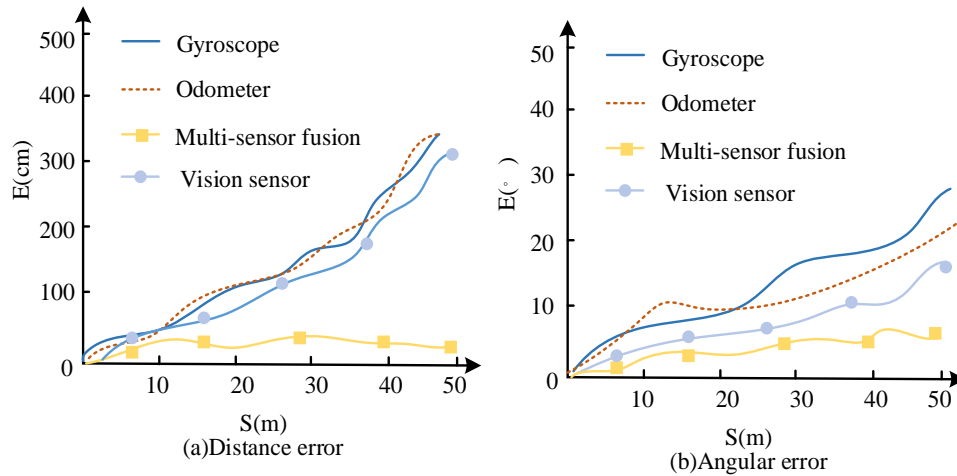 500
400
300
200
100
0
E(cm)
Gyroscope
Odometer
Multi-sensor fusion
Vision sensor
10
20
30
40
50
S(m)
(a)Distance error
50
40
30
20
10
0
E(°)
Gyroscope
Odometer
Multi-sensor fusion
Vision sensor
10
20
30
40
50
S(m)
(b)Angular error